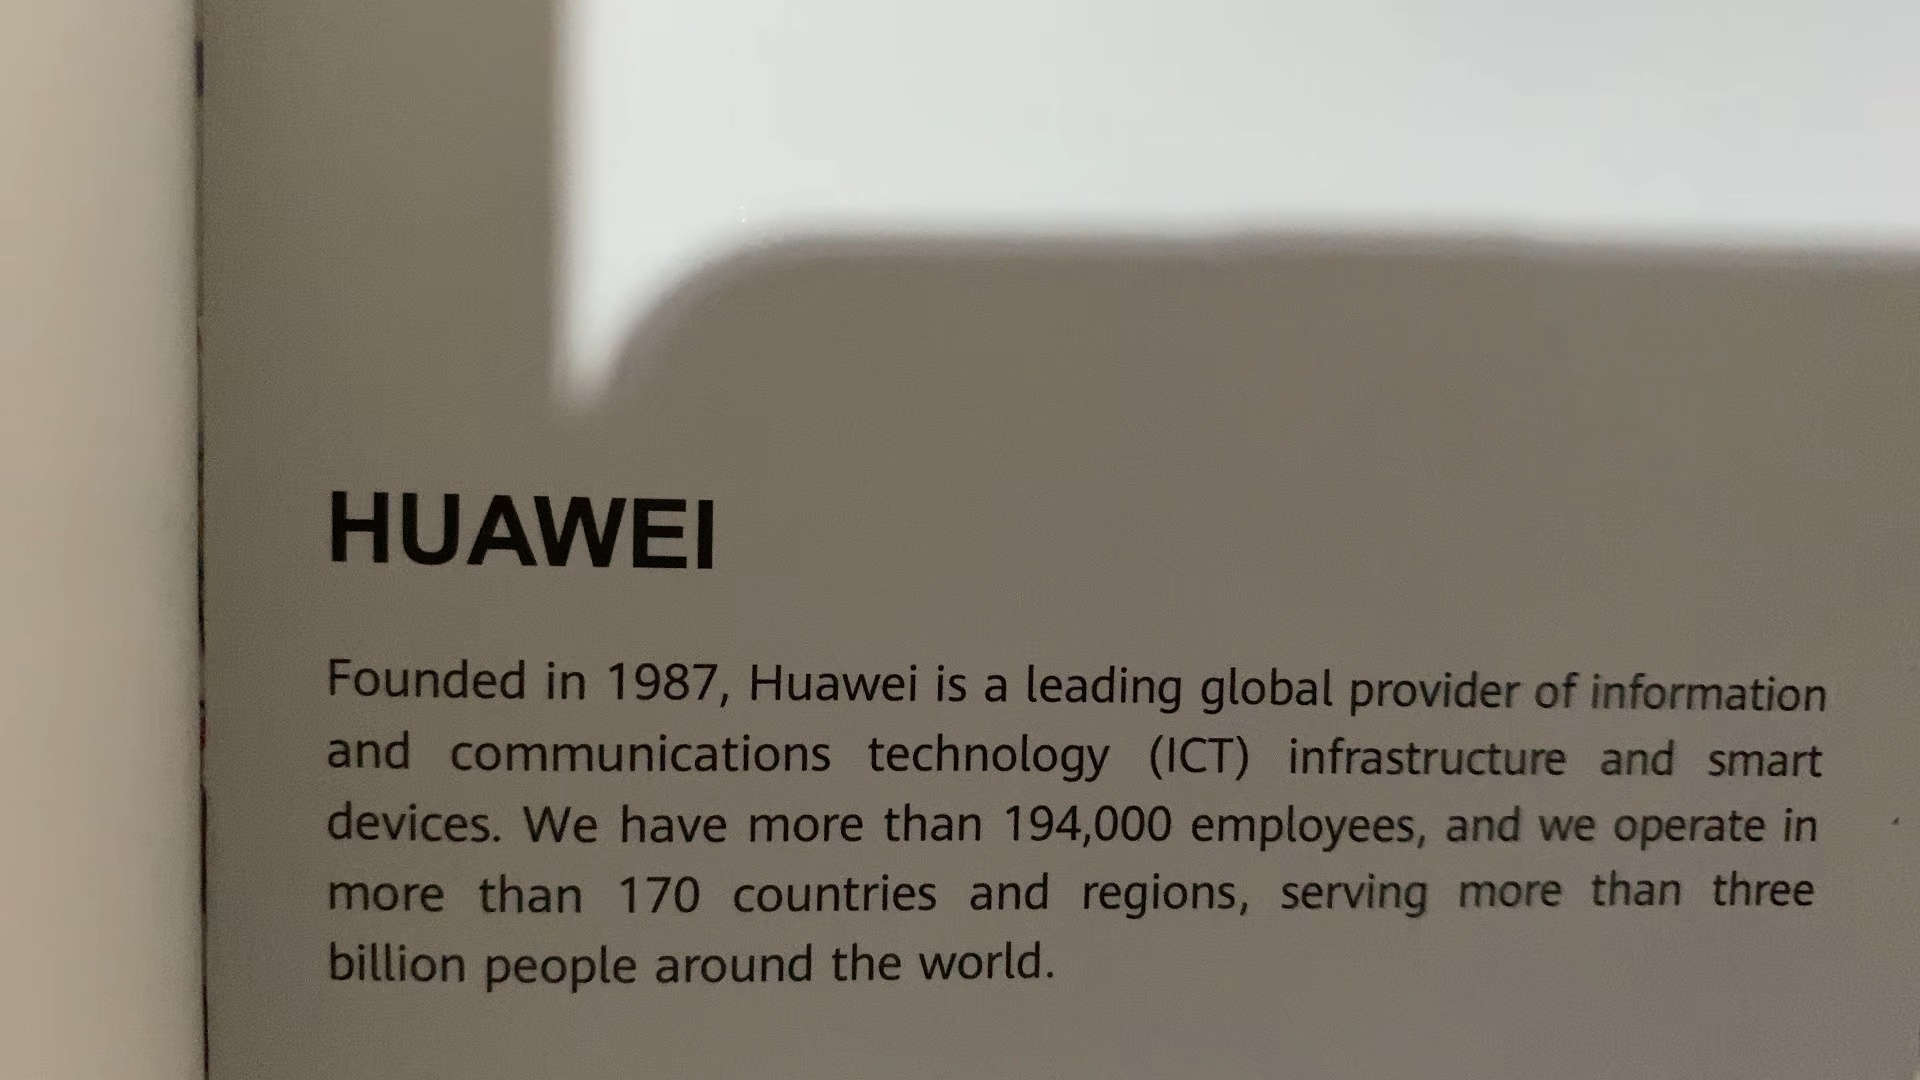 HUAWEI
Founded in 1987, Huawei is a leading global provider of information
and communications technology (ICT) infrastructure and smart
devices. We have more than 194,000 employees, and we operate in
more than 170 countries and regions, serving more than three
billion people around the world.